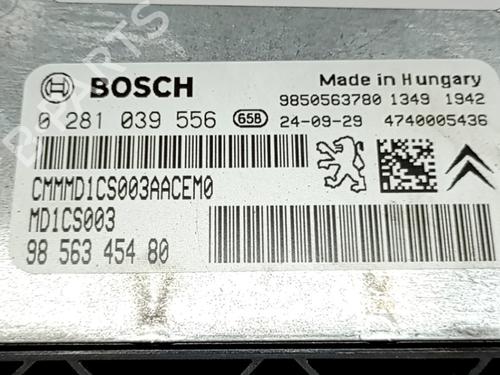 BOSCH
Made in Hungary
9850563780 1349 1942
0 281 039 556 658 24-09-29 4740005436
CMMMD1CS003AACEM0
MD1CS003
98 563 454 80